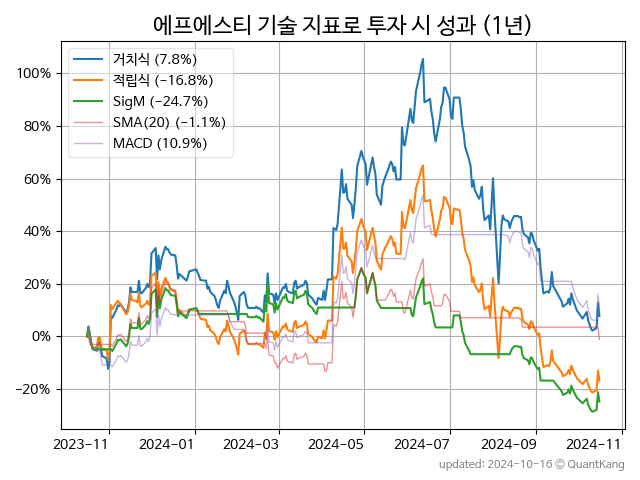 에프에스티 기술 지표로 투자 시 성과 (1년)
거치식 (7.8%)
적립식 (−16.8%)
SigM (−24.7%)
SMA(20) (−1.1%)
MACD (10.9%)
100%
80%
60%
40%
20%
0%
−20%
2023-11 2024-01 2024-03 2024-05 2024-07 2024-09 2024-11
updated: 2024-10-16 © QuantKang